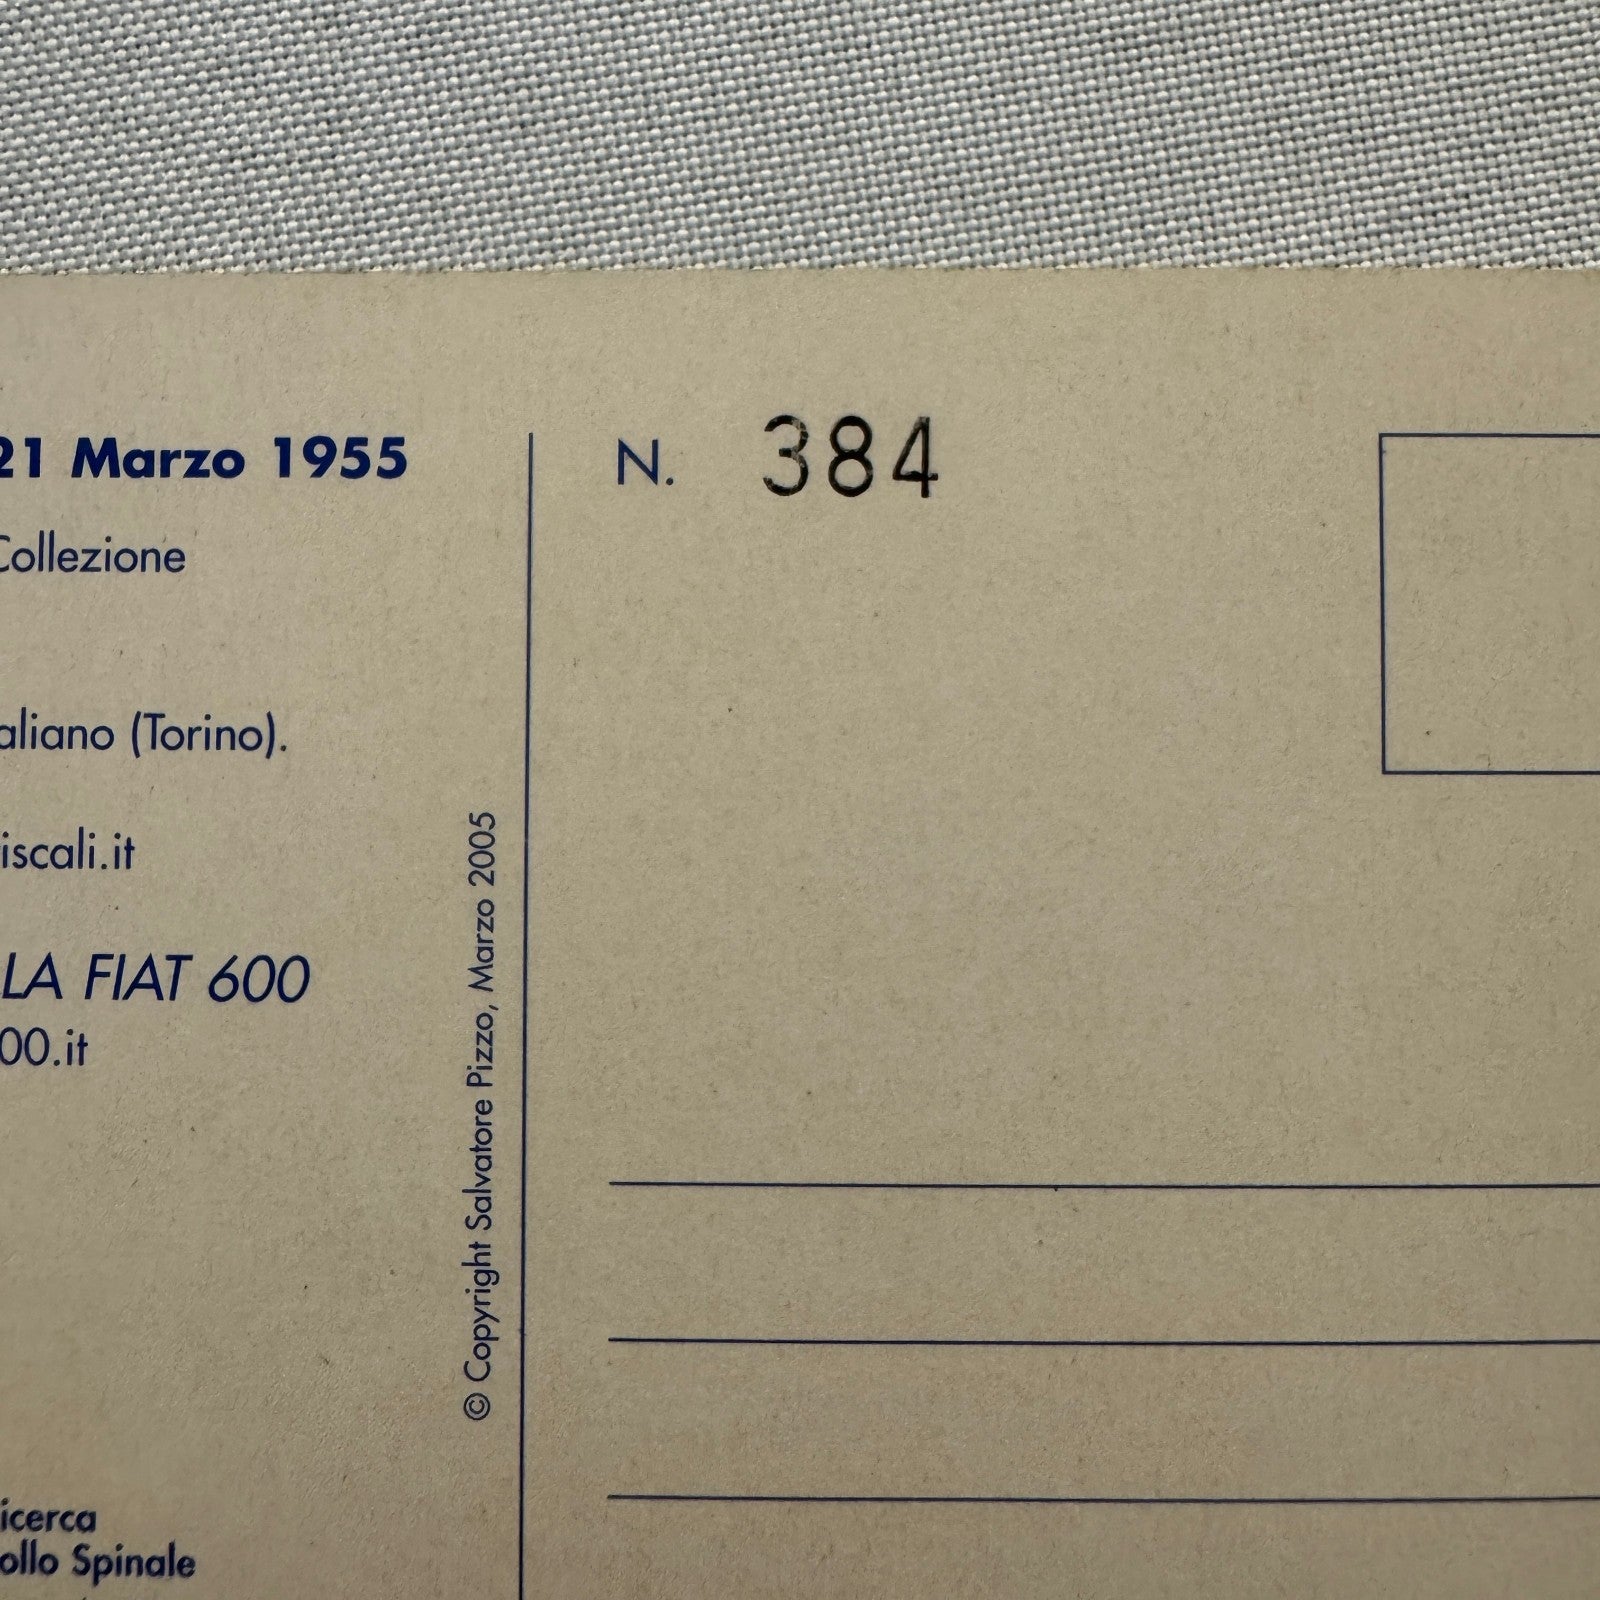 21 Marzo 1955
Collezione
aliano (Torino).
iscali.it
LA FIAT 600
00.it
icerca
ollo Spinale
© Copyright Salvatore Pizzo, Marzo 2005
N. 384